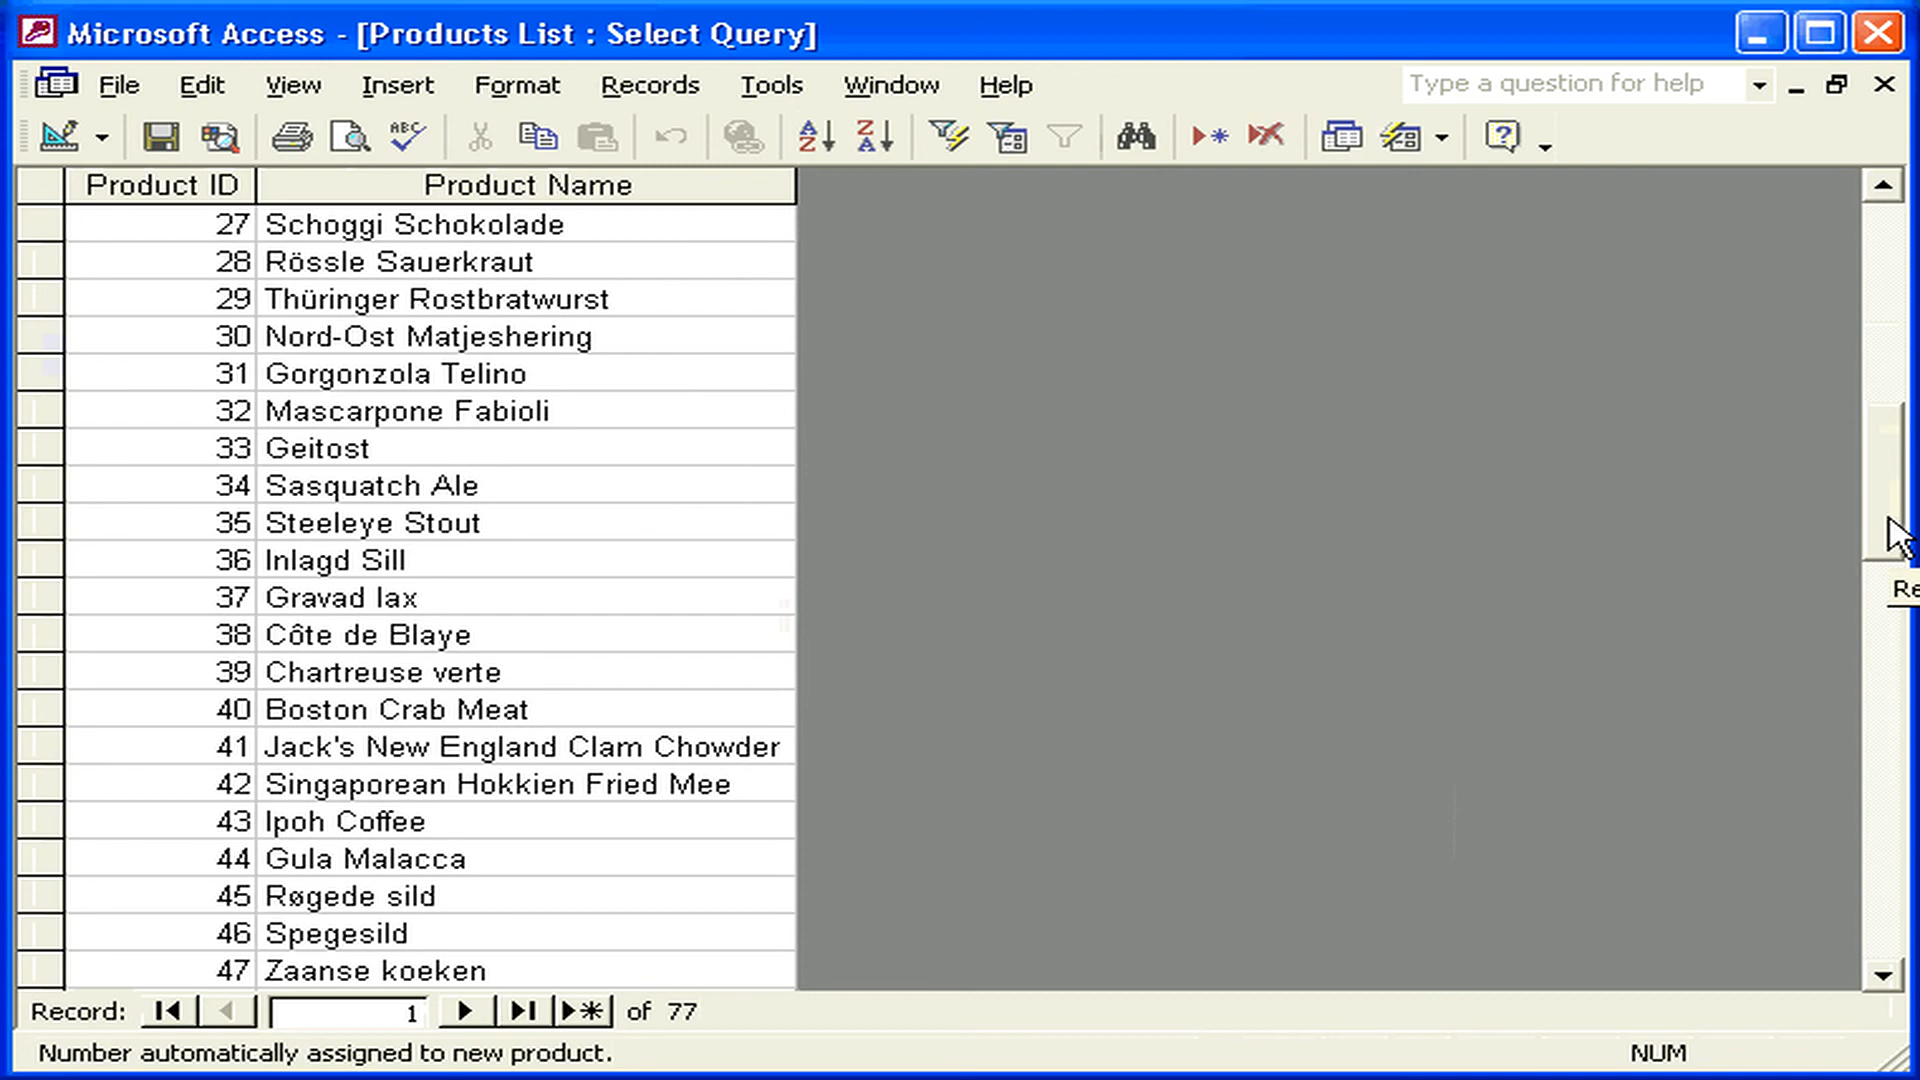 Microsoft Access - [Products List : Select Query]
File Edit View Insert Format Records Tools Window Help Type a question for help
Product ID Product Name
27 Schoggi Schokolade
28 Rössle Sauerkraut
29 Thüringer Rostbratwurst
30 Nord-Ost Matjeshering
31 Gorgonzola Telino
32 Mascarpone Fabioli
33 Geitost
34 Sasquatch Ale
35 Steeleye Stout
36 Inlagd Sill
37 Gravad lax
38 Côte de Blaye
39 Chartreuse verte
40 Boston Crab Meat
41 Jack's New England Clam Chowder
42 Singaporean Hokkien Fried Mee
43 Ipoh Coffee
44 Gula Malacca
45 Røgede sild
46 Spegesild
47 Zaanse koeken
Record: 1 of 77
Number automatically assigned to new product. NUM